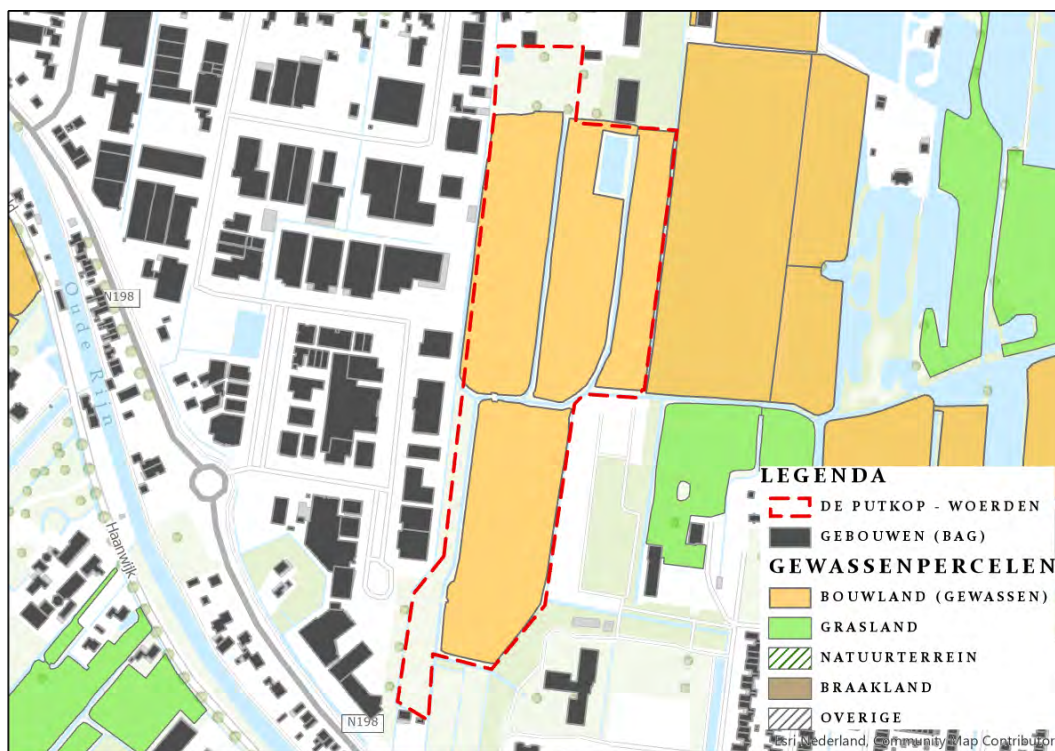 N198
Oude Rijn
Haanwijk
N198
LEGENDA
DE PUTKOP - WOERDEN
GEBOUWEN (BAG)
GEWASSENPERCELEN
BOUWLAND (GEWASSEN)
GRASLAND
NATUURTERREIN
BRAAKLAND
OVERIGE
Esri Nederland, Community Map Contributor